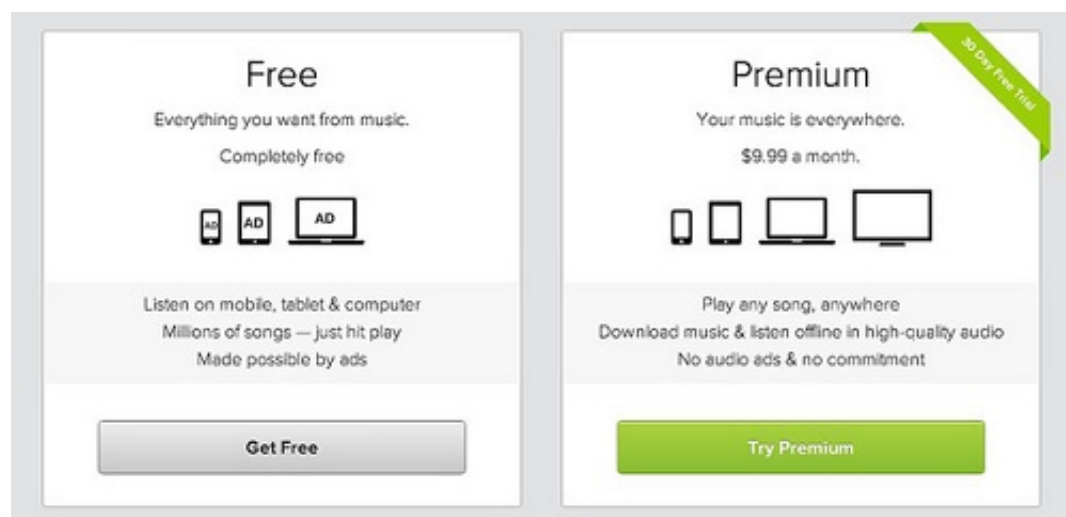 Free
Everything you want from music.
Completely free
AD
AD
AD
Listen on mobile, tablet & computer
Millions of songs — just hit play
Made possible by ads
Get Free
30 Day Free Trial
Premium
Your music is everywhere.
$9.99 a month.
Play any song, anywhere
Download music & listen offline in high-quality audio
No audio ads & no commitment
Try Premium